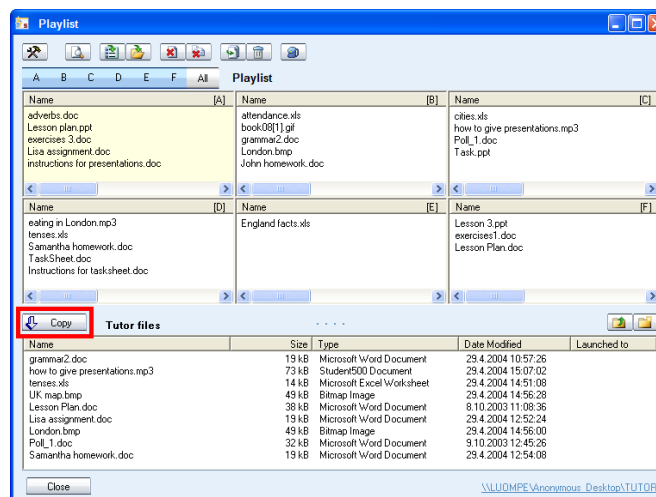 Playlist
A B C D E F All Playlist
Name [A]
adverbs.doc
Lesson plan.ppt
exercises 3.doc
Lisa assignment.doc
instructions for presentations.doc
Name [B]
attendance.xls
book08[1].gif
grammar2.doc
London.bmp
John homework.doc
Name [C]
cities.xls
how to give presentations.mp3
Poll_1.doc
Task.ppt
Name [D]
eating in London.mp3
tenses.xls
Samantha homework.doc
TaskSheet.doc
Instructions for tasksheet.doc
Name [E]
England facts.xls
Name [F]
Lesson 3.ppt
exercises1.doc
Lesson Plan.doc
Copy Tutor files
Name Size Type Date Modified Launched to
grammar2.doc 19 kB Microsoft Word Document 29.4.2004 10:57:26
how to give presentations.mp3 73 kB Student500 Document 29.4.2004 15:07:02
tenses.xls 14 kB Microsoft Excel Worksheet 29.4.2004 14:51:08
UK map.bmp 49 kB Bitmap Image 29.4.2004 14:56:28
Lesson Plan.doc 38 kB Microsoft Word Document 8.10.2003 11:08:36
Lisa assignment.doc 19 kB Microsoft Word Document 29.4.2004 12:52:24
London.bmp 49 kB Bitmap Image 29.4.2004 14:56:00
Poll_1.doc 32 kB Microsoft Word Document 9.10.2003 12:45:26
Samantha homework.doc 19 kB Microsoft Word Document 29.4.2004 12:54:08
Close \\LUOMPE\Anonymous_Desktop\TUTOR